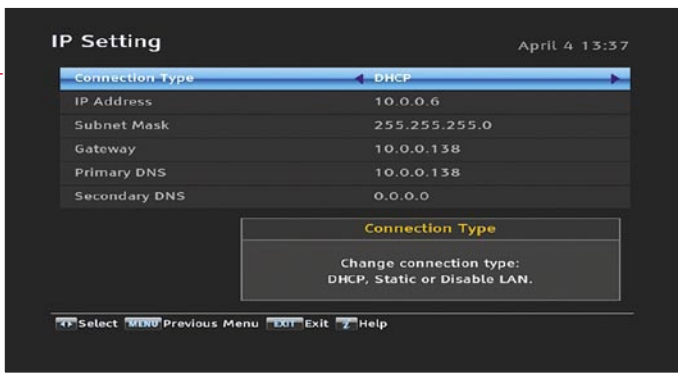 IP Setting April 4 13:37
Connection Type DHCP
IP Address 10.0.0.6
Subnet Mask 255.255.255.0
Gateway 10.0.0.138
Primary DNS 10.0.0.138
Secondary DNS 0.0.0.0
Connection Type
Change connection type:
DHCP, Static or Disable LAN.
Select MENU Previous Menu EXIT Exit Help